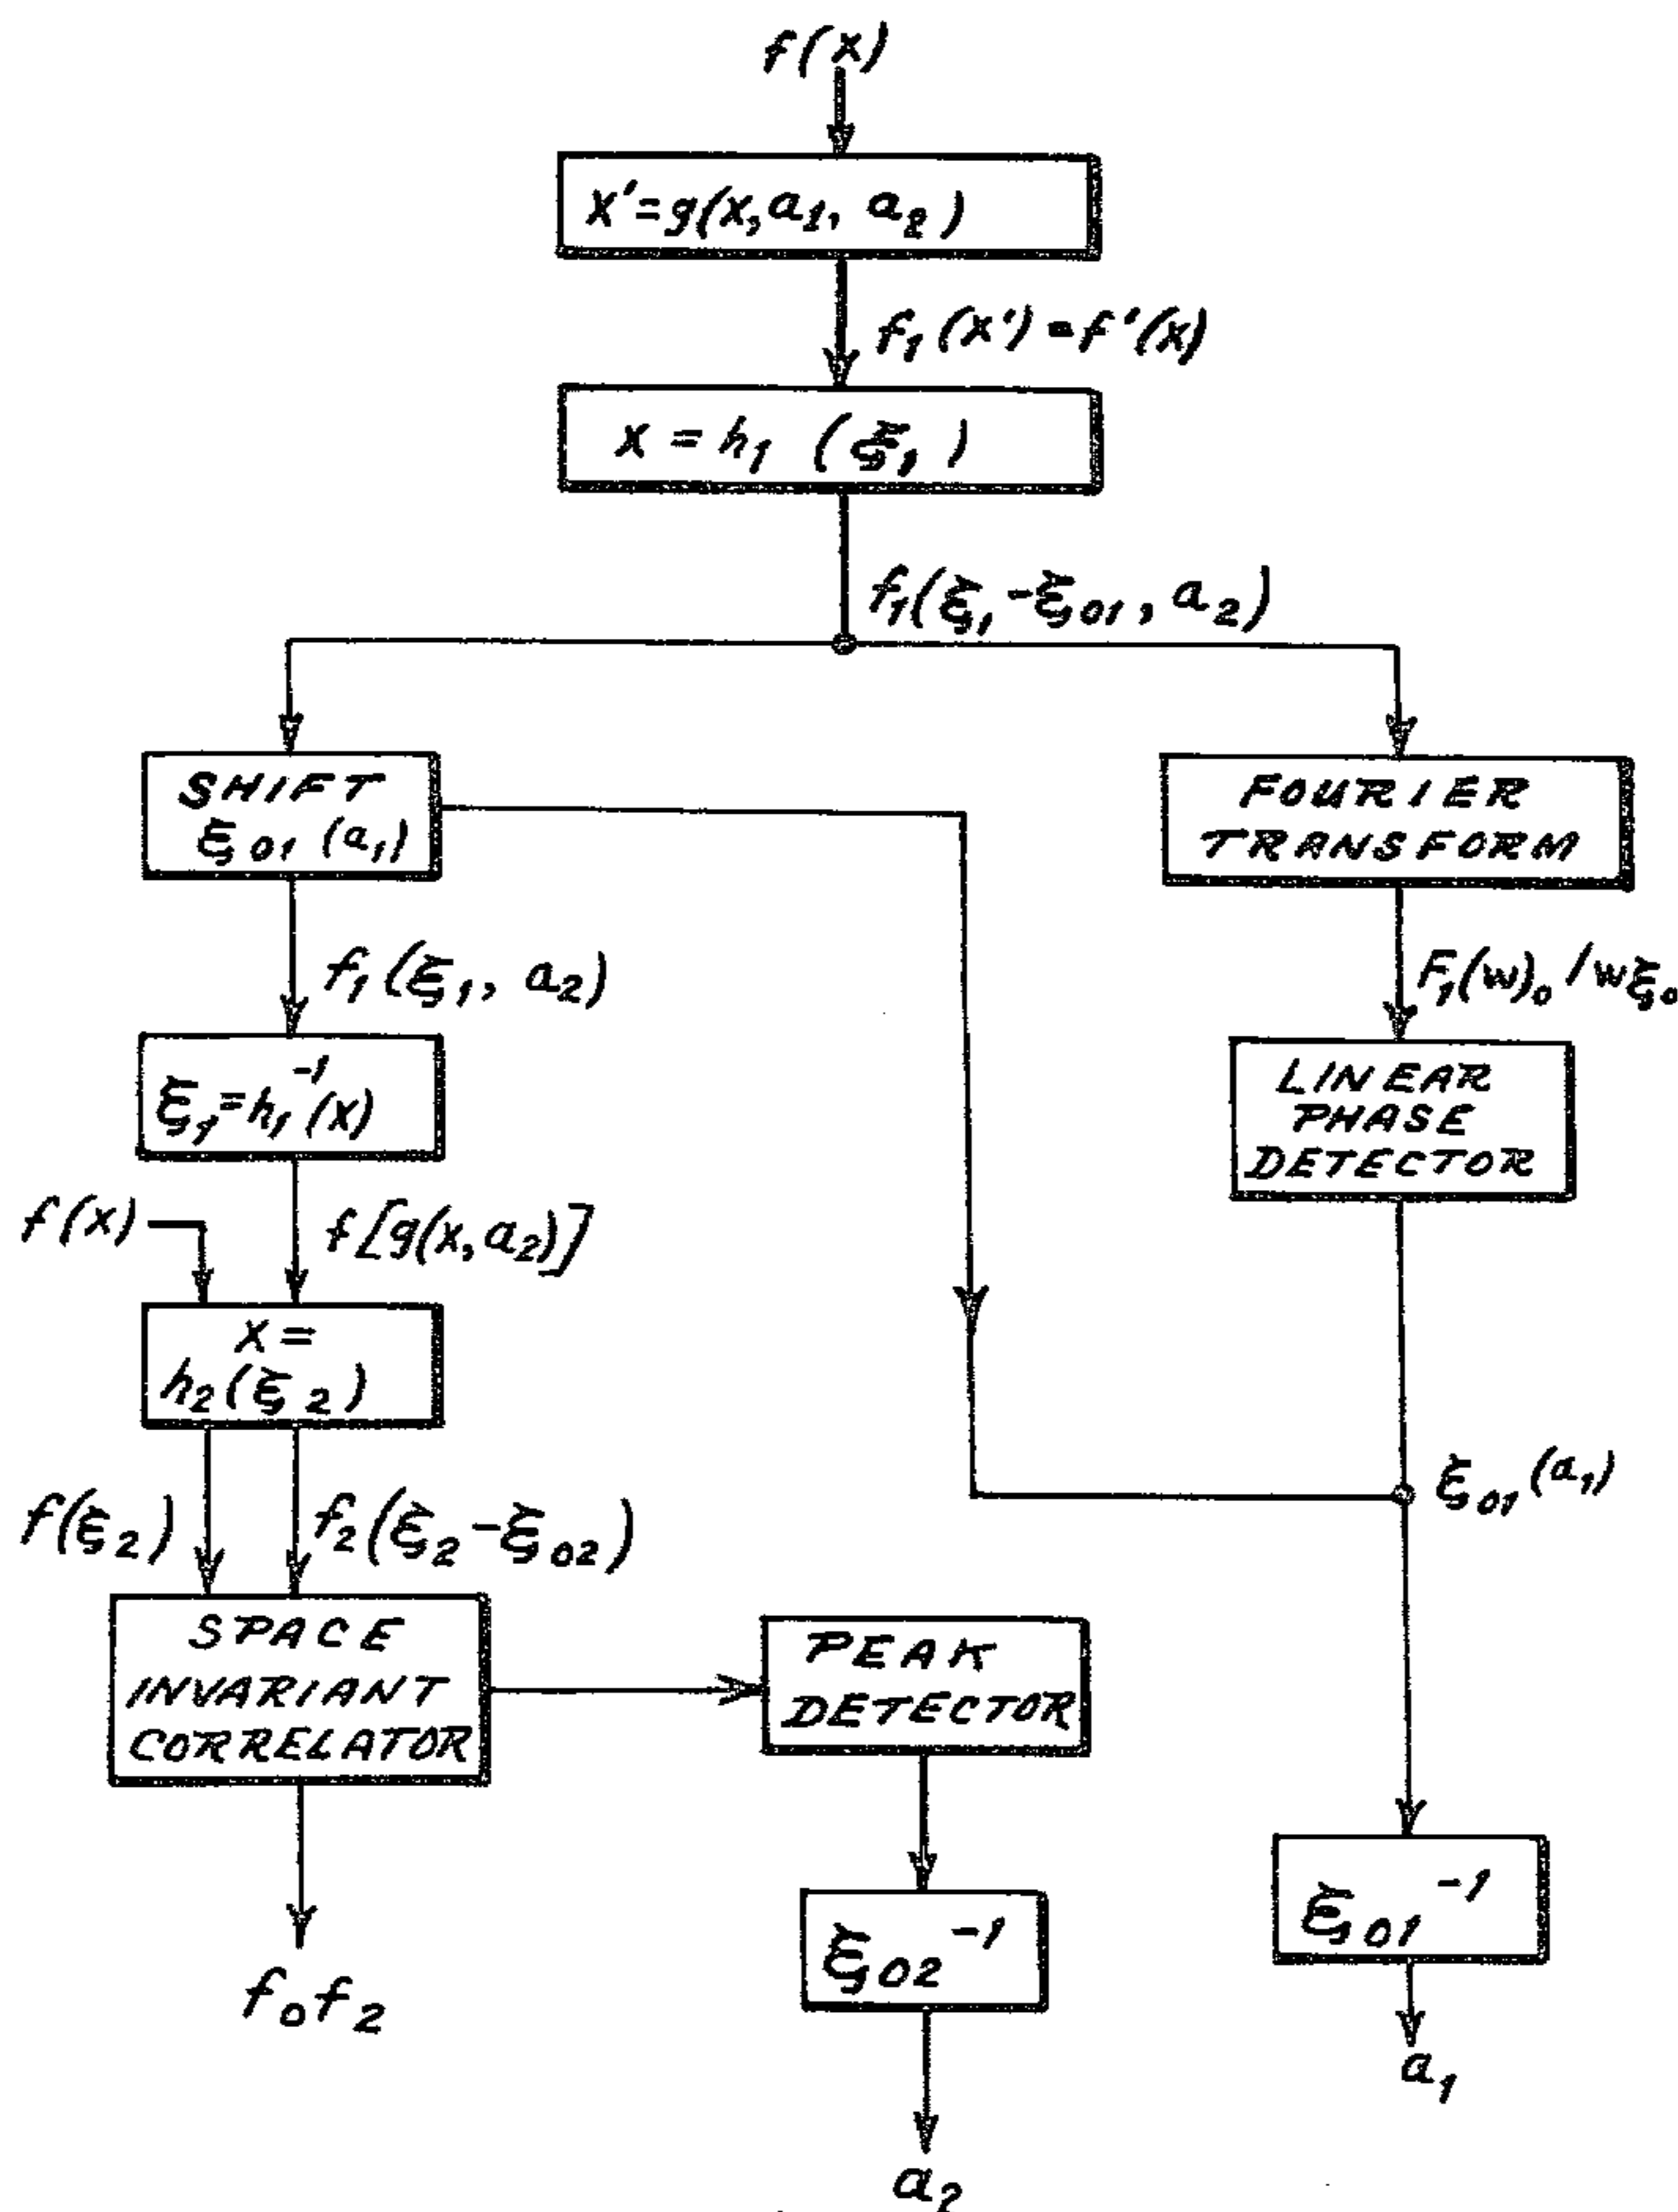 f(x)
x'=g(x,a₁, a₂)
f₁(x')=f'(x)
x = h₁ (ξ₁)
f₁(ξ₁-ξ₀₁, a₂)
SHIFT
ξ₀₁ (a₁)
FOURIER
TRANSFORM
f₁(ξ₁, a₂)
F₁(w)₀ /wξ₀
ξ₁=h₁⁻¹(x)
LINEAR
PHASE
DETECTOR
f(x)
f[g(x,a₂)]
x=
h₂(ξ₂)
ξ₀₁(a₁)
f(ξ₂)
f₂(ξ₂-ξ₀₂)
SPACE
INVARIANT
CORRELATOR
PEAK
DETECTOR
ξ₀₂⁻¹
ξ₀₁⁻¹
f₀f₂
a₁
a₂